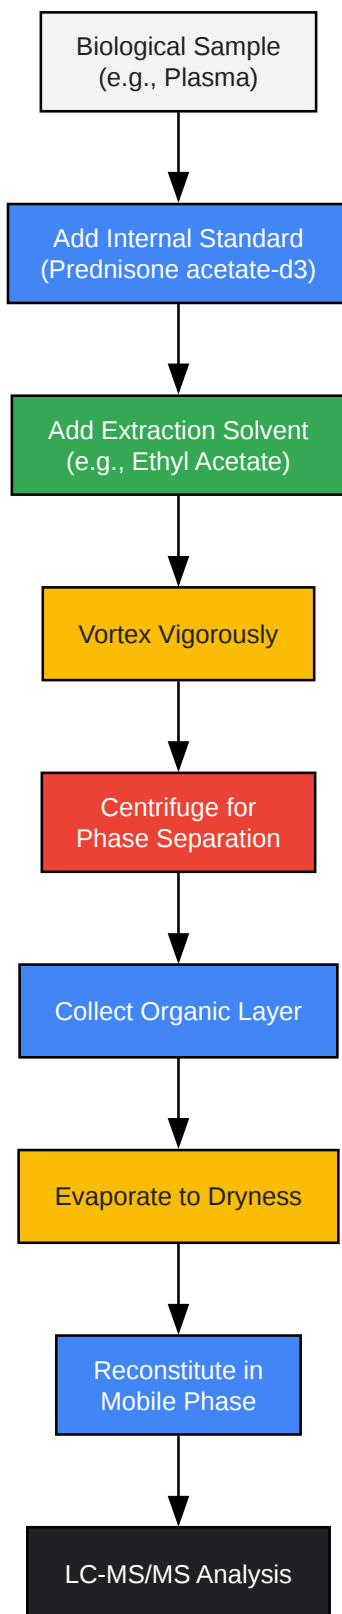 Biological Sample
(e.g., Plasma)
Add Internal Standard
(Prednisone acetate-d3)
Add Extraction Solvent
(e.g., Ethyl Acetate)
Vortex Vigorously
Centrifuge for
Phase Separation
Collect Organic Layer
Evaporate to Dryness
Reconstitute in
Mobile Phase
LC-MS/MS Analysis